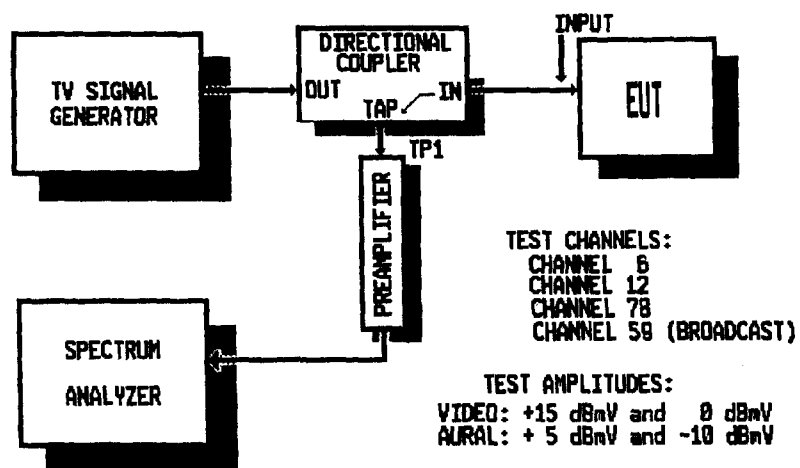 INPUT
DIRECTIONAL
COUPLER
TV SIGNAL
GENERATOR
OUT
IN
TAP
EUT
TP1
PREAMPLIFIER
TEST CHANNELS:
CHANNEL 6
CHANNEL 12
CHANNEL 78
CHANNEL 58 (BROADCAST)
SPECTRUM
ANALYZER
TEST AMPLITUDES:
VIDEO: +15 dBmV and 0 dBmV
AURAL: + 5 dBmV and -10 dBmV